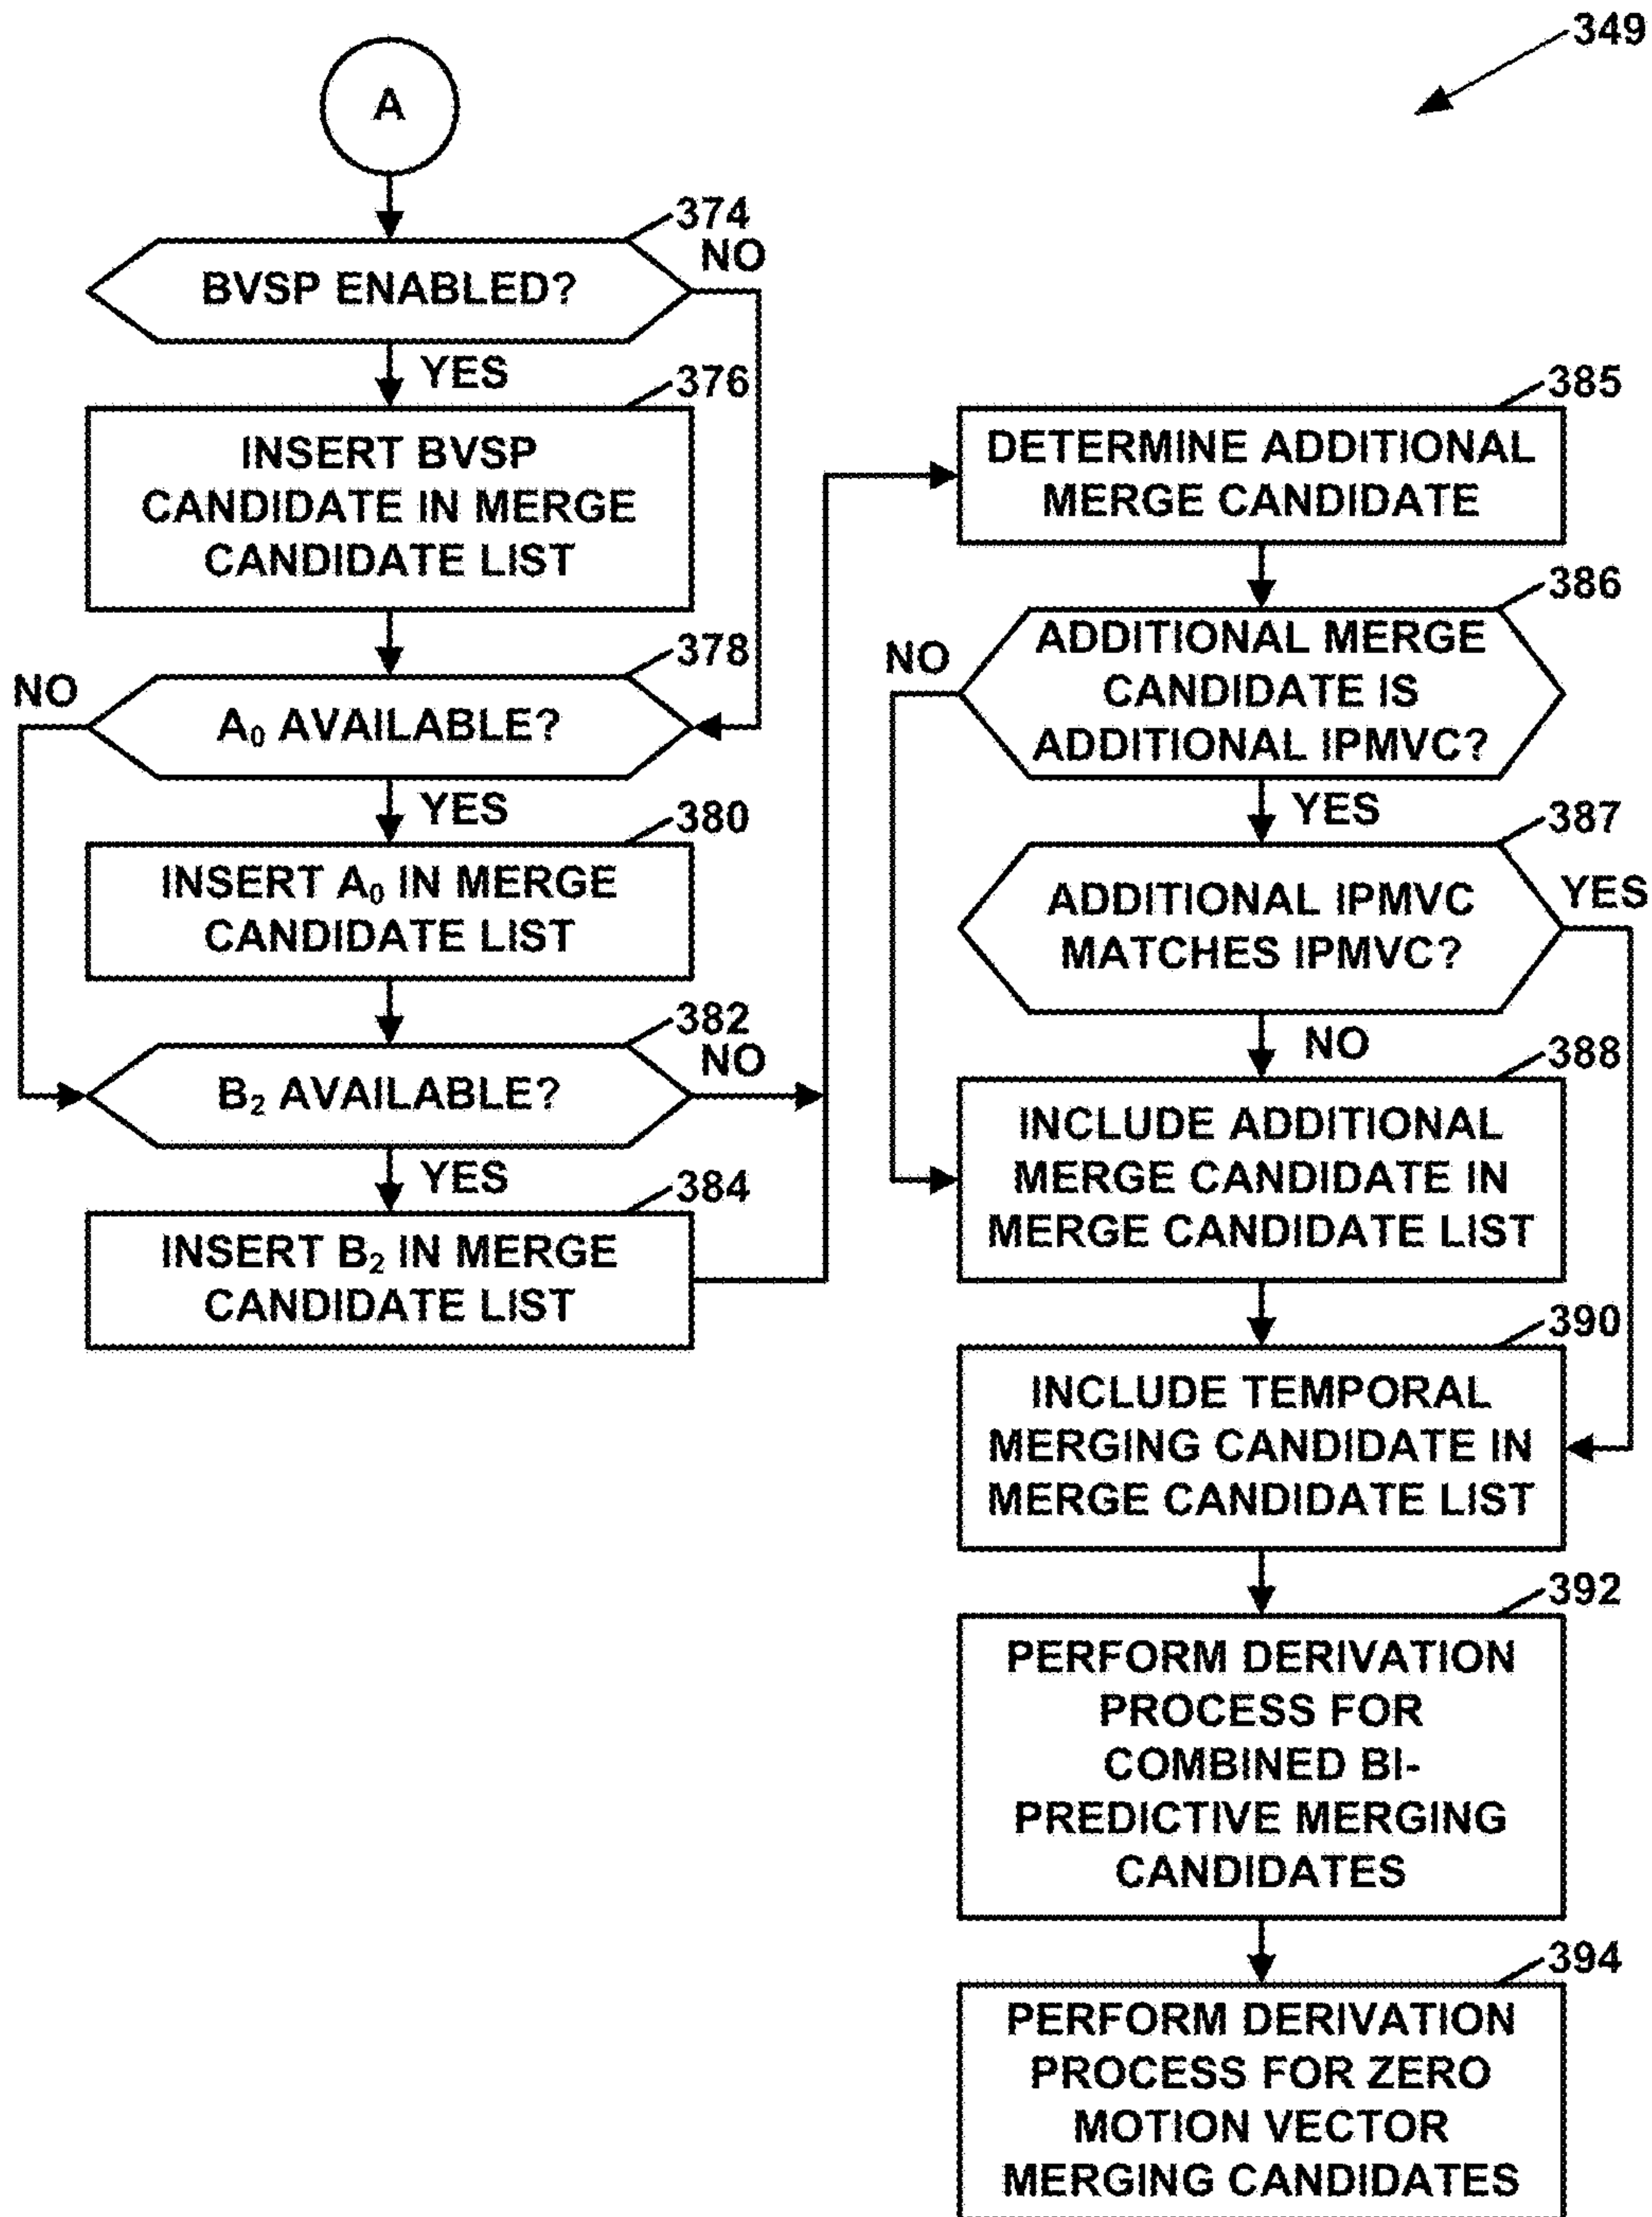 349
A
374
BVSP ENABLED?
NO
YES
376
INSERT BVSP
CANDIDATE IN MERGE
CANDIDATE LIST
378
NO
A₀ AVAILABLE?
YES
380
INSERT A₀ IN MERGE
CANDIDATE LIST
382
B₂ AVAILABLE?
NO
YES
384
INSERT B₂ IN MERGE
CANDIDATE LIST
385
DETERMINE ADDITIONAL
MERGE CANDIDATE
386
NO
ADDITIONAL MERGE
CANDIDATE IS
ADDITIONAL IPMVC?
YES
387
ADDITIONAL IPMVC
MATCHES IPMVC?
YES
NO
388
INCLUDE ADDITIONAL
MERGE CANDIDATE IN
MERGE CANDIDATE LIST
390
INCLUDE TEMPORAL
MERGING CANDIDATE IN
MERGE CANDIDATE LIST
392
PERFORM DERIVATION
PROCESS FOR
COMBINED BI-
PREDICTIVE MERGING
CANDIDATES
394
PERFORM DERIVATION
PROCESS FOR ZERO
MOTION VECTOR
MERGING CANDIDATES